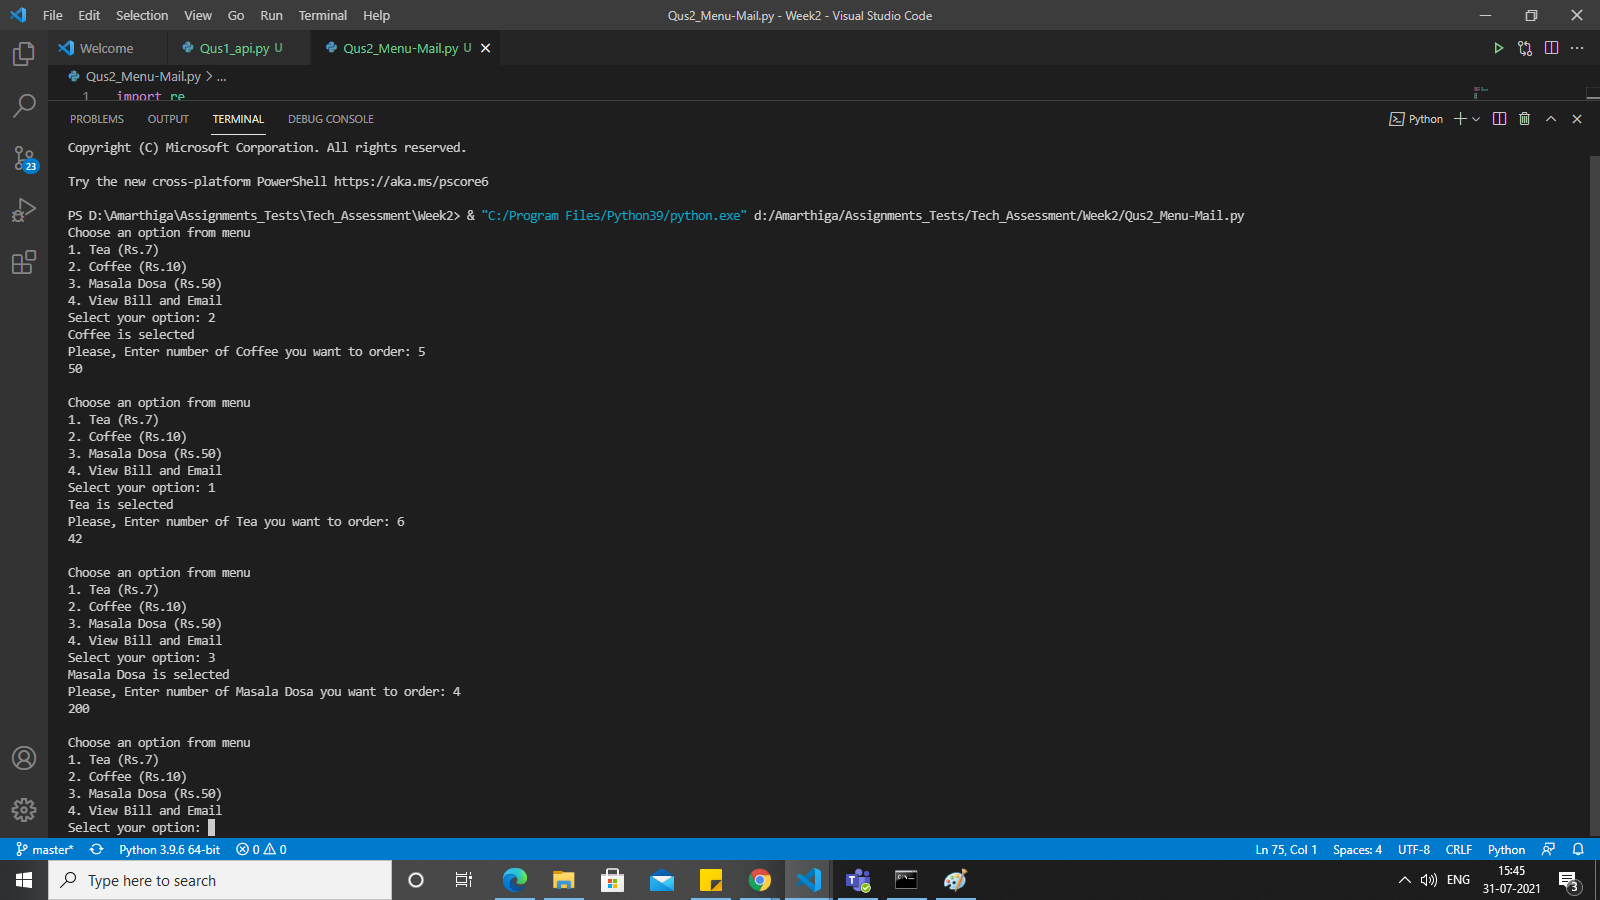 File Edit Selection View Go Run Terminal Help Qus2_Menu-Mail.py - Week2 - Visual Studio Code
Welcome Qus1_api.py U Qus2_Menu-Mail.py U
Qus2_Menu-Mail.py > ...
1 import re
PROBLEMS OUTPUT TERMINAL DEBUG CONSOLE Python
Copyright (C) Microsoft Corporation. All rights reserved.
Try the new cross-platform PowerShell https://aka.ms/pscore6
PS D:\Amarthiga\Assignments_Tests\Tech_Assessment\Week2> & "C:/Program Files/Python39/python.exe" d:/Amarthiga/Assignments_Tests/Tech_Assessment/Week2/Qus2_Menu-Mail.py
Choose an option from menu
1. Tea (Rs.7)
2. Coffee (Rs.10)
3. Masala Dosa (Rs.50)
4. View Bill and Email
Select your option: 2
Coffee is selected
Please, Enter number of Coffee you want to order: 5
50
Choose an option from menu
1. Tea (Rs.7)
2. Coffee (Rs.10)
3. Masala Dosa (Rs.50)
4. View Bill and Email
Select your option: 1
Tea is selected
Please, Enter number of Tea you want to order: 6
42
Choose an option from menu
1. Tea (Rs.7)
2. Coffee (Rs.10)
3. Masala Dosa (Rs.50)
4. View Bill and Email
Select your option: 3
Masala Dosa is selected
Please, Enter number of Masala Dosa you want to order: 4
200
Choose an option from menu
1. Tea (Rs.7)
2. Coffee (Rs.10)
3. Masala Dosa (Rs.50)
4. View Bill and Email
Select your option:
23
master* Python 3.9.6 64-bit 0 0 Ln 75, Col 1 Spaces: 4 UTF-8 CRLF Python
Type here to search ENG 15:45
31-07-2021 3